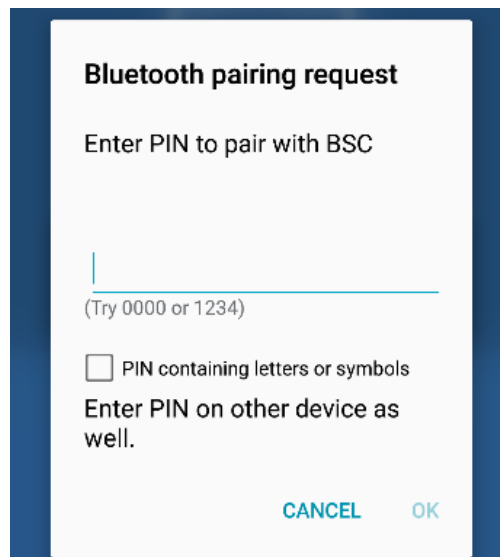 Bluetooth pairing request
Enter PIN to pair with BSC
(Try 0000 or 1234)
PIN containing letters or symbols
Enter PIN on other device as
well.
CANCEL OK